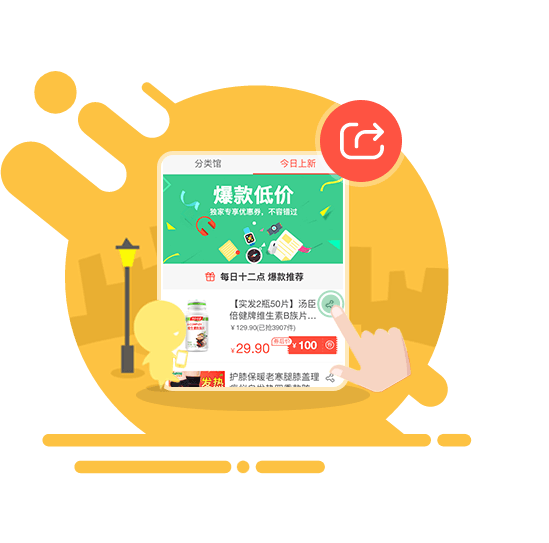 分类馆
今日上新
爆款低价
独家专享优惠券，不容错过
每日十二点 爆款推荐
【实发2瓶50片】汤臣
倍健牌维生素B族片...
¥129.90(已抢3907件)
¥29.90
券后价
¥100
券
护膝保暖老寒腿膝盖理
发热